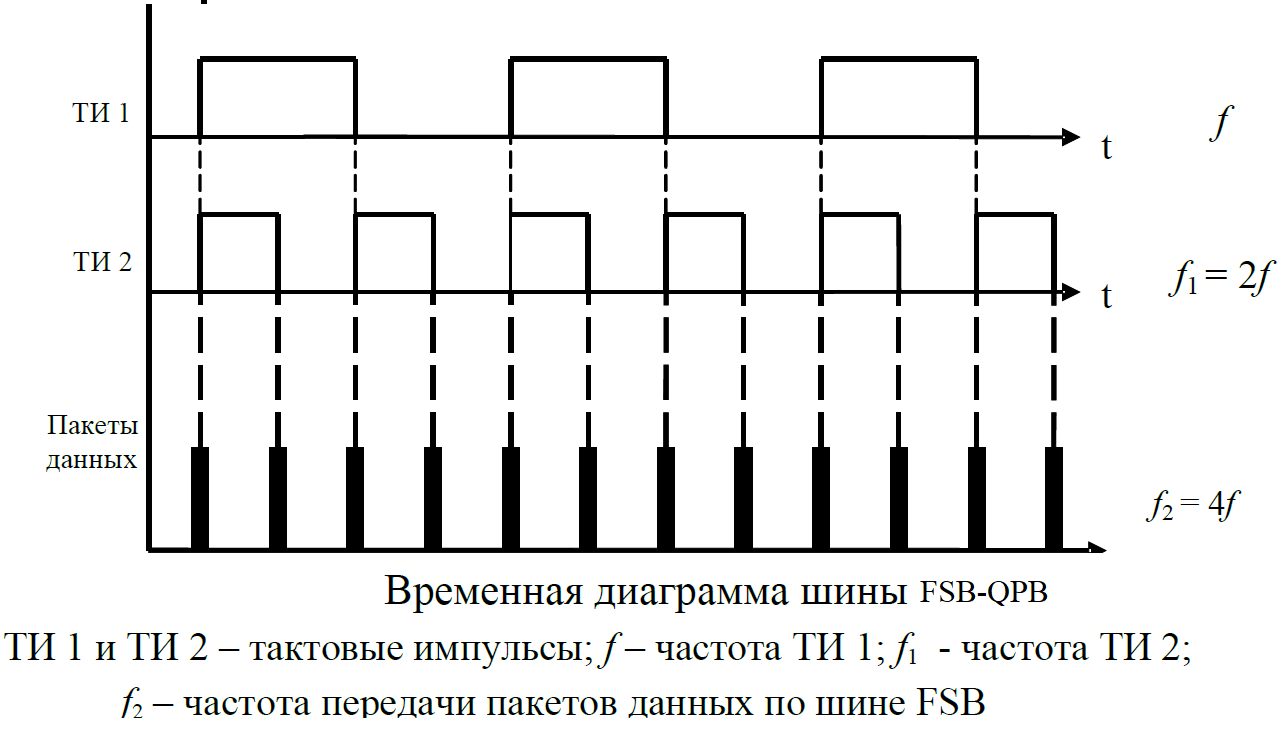 ТИ 1
t
f
ТИ 2
t
f1 = 2f
Пакеты
данных
f2 = 4f
Временная диаграмма шины FSB-QPB
ТИ 1 и ТИ 2 – тактовые импульсы; f – частота ТИ 1; f1 - частота ТИ 2;
f2 – частота передачи пакетов данных по шине FSB